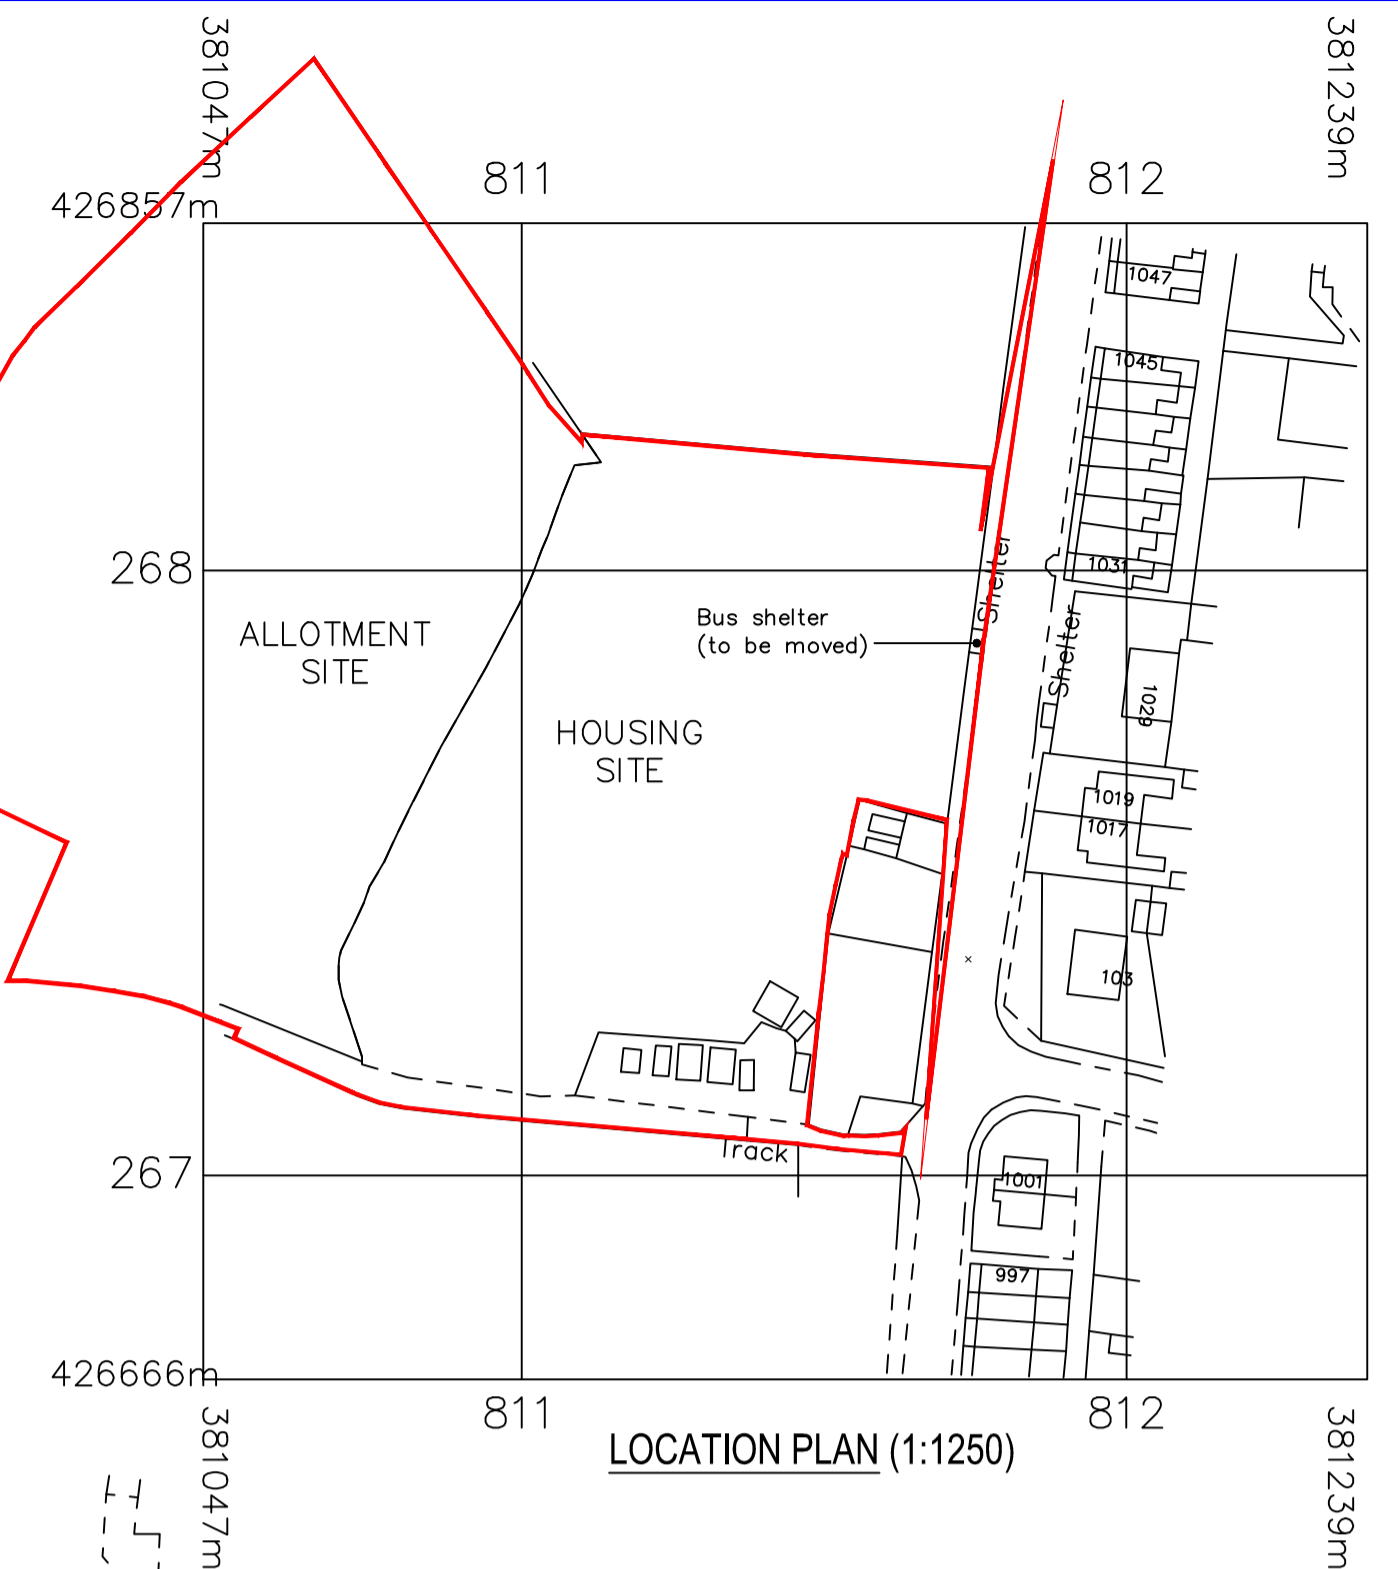 381047m
381239m
811
812
426857m
1047
1045
268
1031
Shelter
ALLOTMENT
SITE
Bus shelter
(to be moved)
Shelter
1029
HOUSING
SITE
1019
1017
103
Track
267
1001
997
426666m
811
812
LOCATION PLAN (1:1250)
381047m
381239m